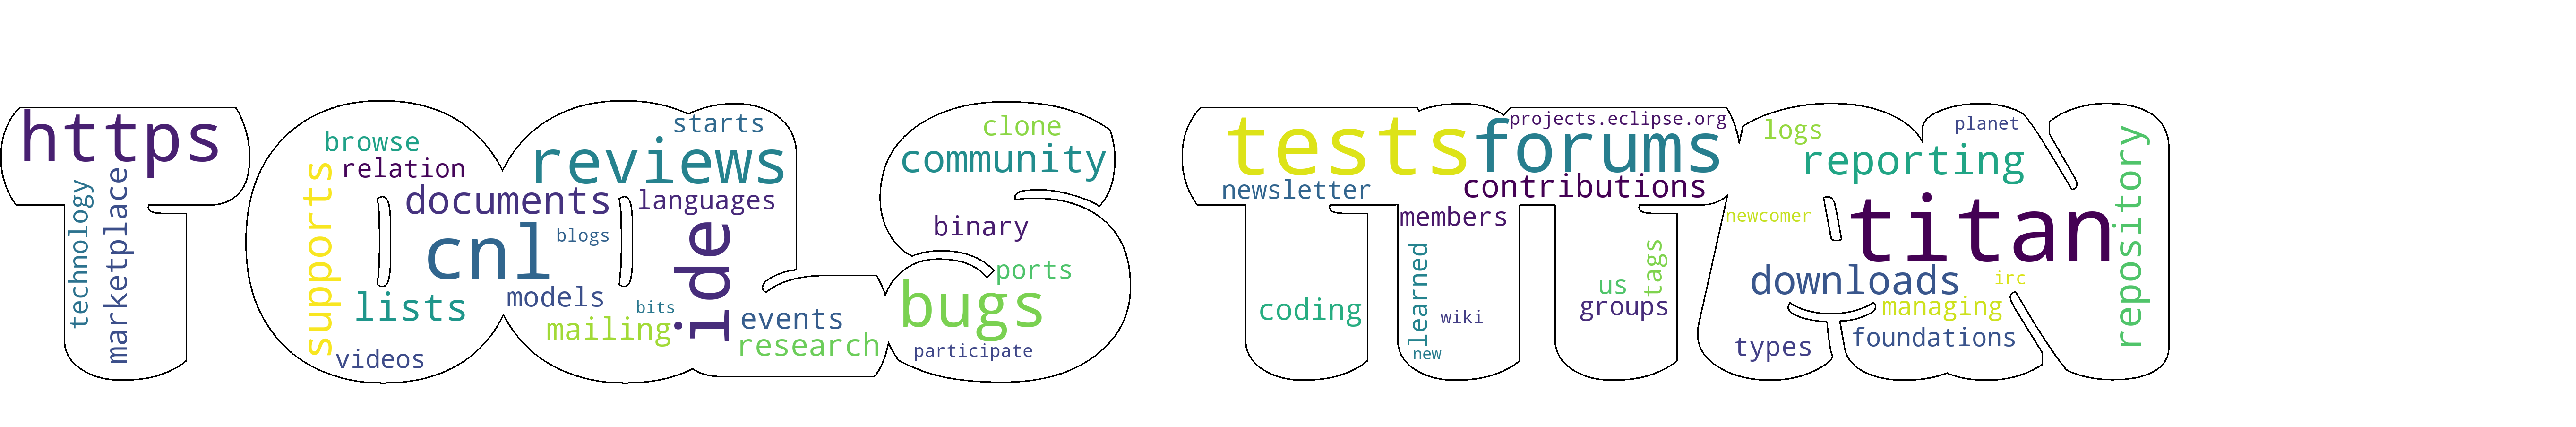 TOOLS TITAN
https
technology
marketplace
browse
relation
supports
documents
cnl
blogs
lists
videos
starts
reviews
languages
ide
models
bits
mailing
events
research
clone
community
binary
ports
bugs
participate
tests
newsletter
projects.eclipse.org
forums
contributions
members
coding
learned
wiki
new
us
tags
groups
logs
planet
reporting
newcomer
titan
repository
downloads
irc
managing
foundations
types